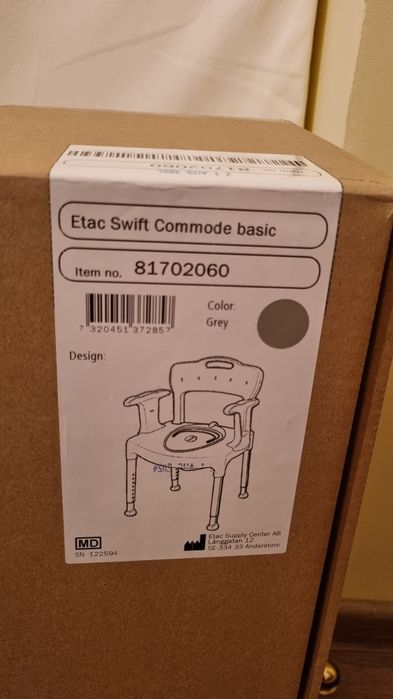 81702060
Etac Swift Commode basic
Item no. 81702060
Color:
Grey
7 320451 372857
Design:
MD
SN 122594
Etac Supply Center AB
Långgatan 12
SE-334 33 Anderstorp